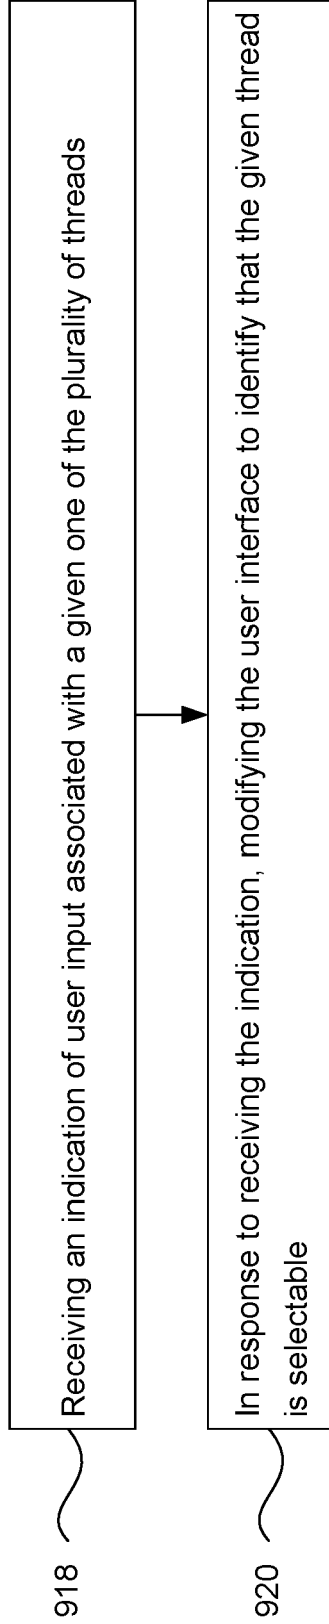 918
Receiving an indication of user input associated with a given one of the plurality of threads
920
In response to receiving the indication, modifying the user interface to identify that the given thread
is selectable